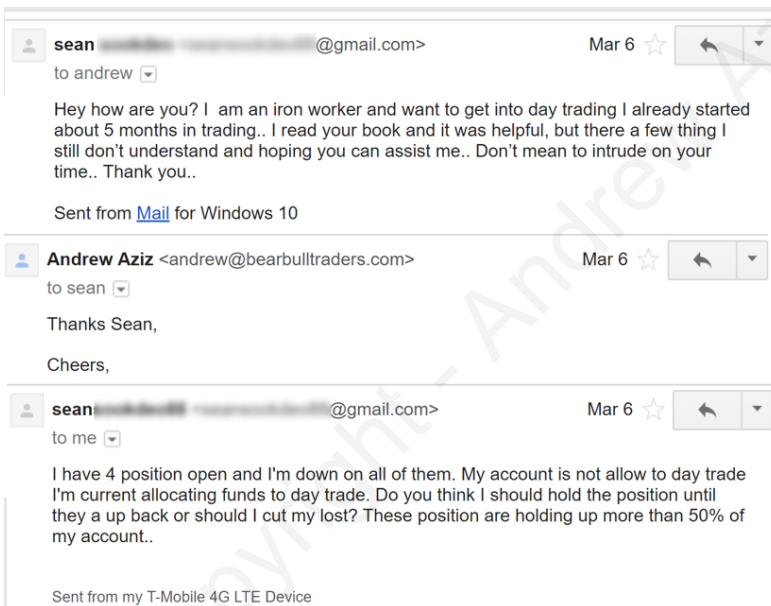 sean @gmail.com> Mar 6
to andrew
Hey how are you? I am an iron worker and want to get into day trading I already started
about 5 months in trading.. I read your book and it was helpful, but there a few thing I
still don't understand and hoping you can assist me.. Don't mean to intrude on your
time.. Thank you..
Sent from Mail for Windows 10
Andrew Aziz <andrew@bearbulltraders.com> Mar 6
to sean
Thanks Sean,
Cheers,
sean @gmail.com> Mar 6
to me
I have 4 position open and I'm down on all of them. My account is not allow to day trade
I'm current allocating funds to day trade. Do you think I should hold the position until
they a up back or should I cut my lost? These position are holding up more than 50% of
my account..
Sent from my T-Mobile 4G LTE Device
pyright - Andrew A